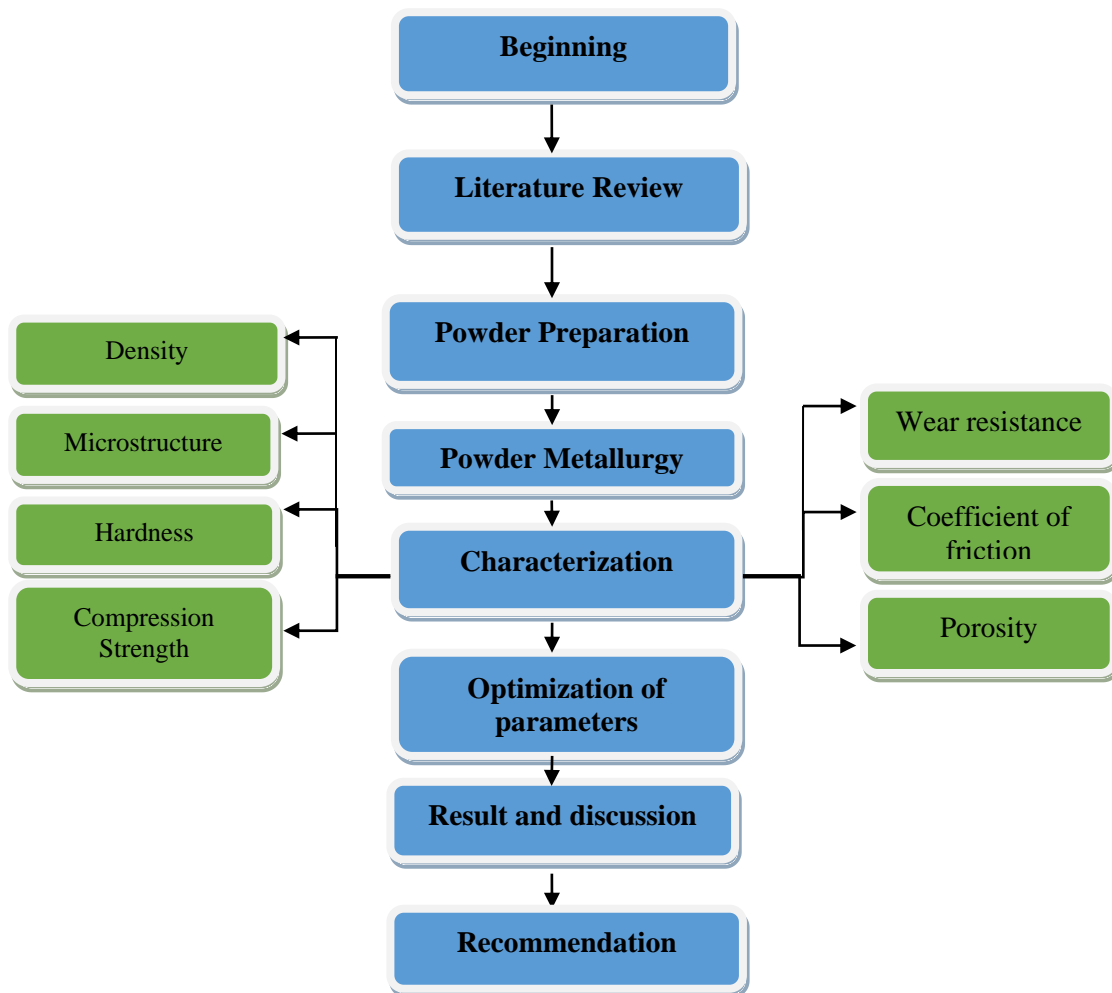 Beginning
Literature Review
Powder Preparation
Powder Metallurgy
Characterization
Optimization of
parameters
Result and discussion
Recommendation
Density
Microstructure
Hardness
Compression
Strength
Wear resistance
Coefficient of
friction
Porosity